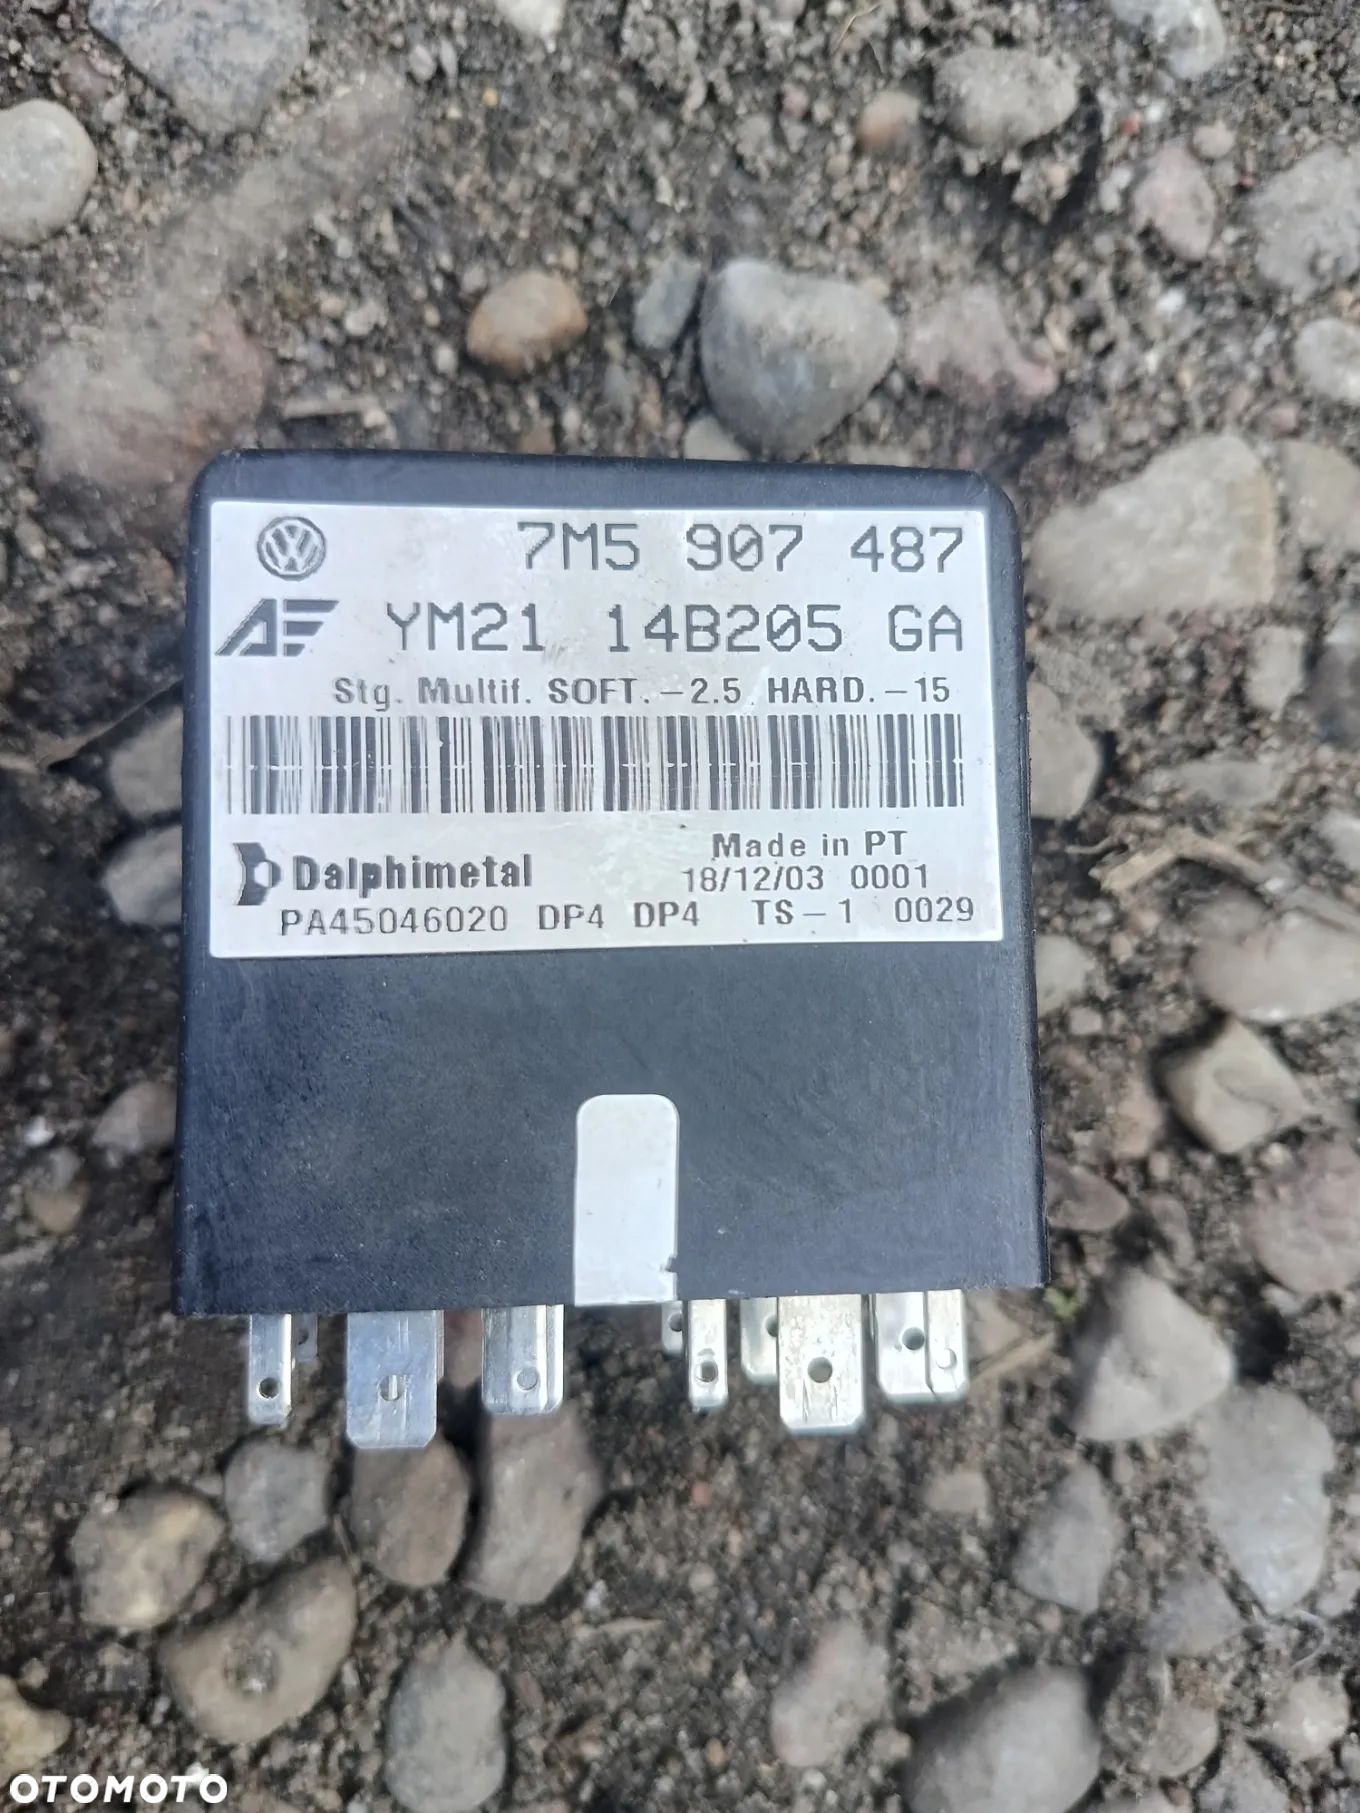 7M5 907 487
YM21 14B205 GA
Stg. Multif. SOFT.-2.5 HARD.-15
Made in PT
Dalphimetal 18/12/03 0001
PA45046020 DP4 DP4 TS-1 0029
OTOMOTO